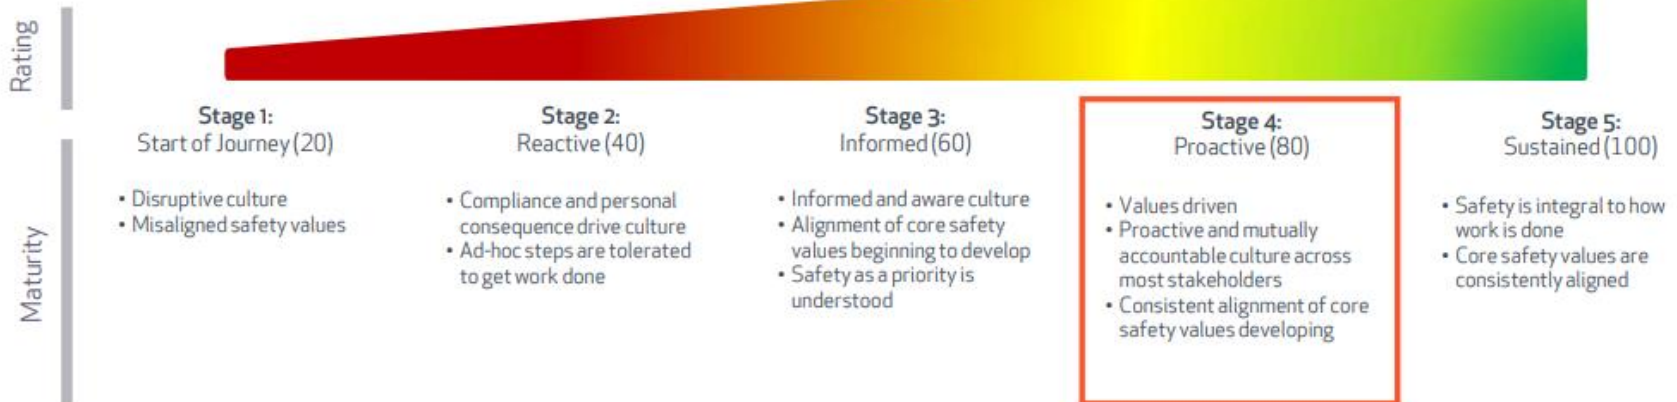 Rating
Stage 1:
Start of Journey (20)
• Disruptive culture
• Misaligned safety values
Stage 2:
Reactive (40)
• Compliance and personal
consequence drive culture
• Ad-hoc steps are tolerated
to get work done
Stage 3:
Informed (60)
• Informed and aware culture
• Alignment of core safety
values beginning to develop
• Safety as a priority is
understood
Stage 4:
Proactive (80)
• Values driven
• Proactive and mutually
accountable culture across
most stakeholders
• Consistent alignment of core
safety values developing
Stage 5:
Sustained (100)
• Safety is integral to how
work is done
• Core safety values are
consistently aligned
Maturity